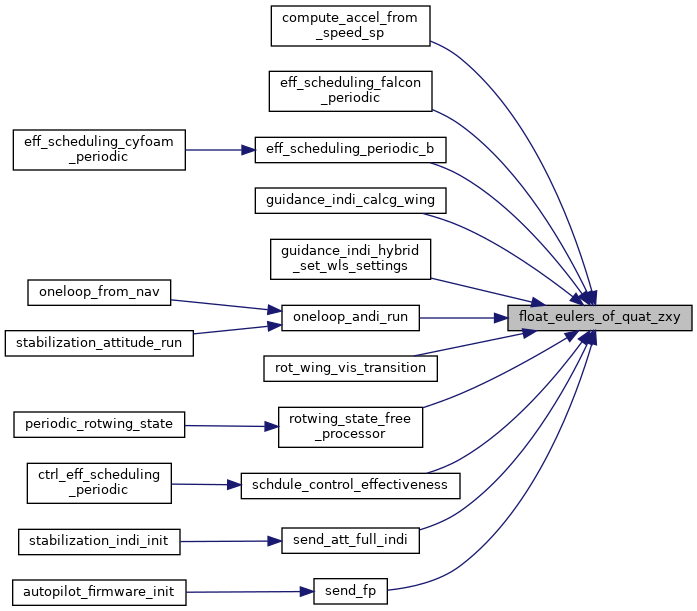 compute_accel_from
_speed_sp
eff_scheduling_falcon
_periodic
eff_scheduling_cyfoam
_periodic
eff_scheduling_periodic_b
guidance_indi_calcg_wing
guidance_indi_hybrid
_set_wls_settings
oneloop_from_nav
oneloop_andi_run
float_eulers_of_quat_zxy
stabilization_attitude_run
rot_wing_vis_transition
periodic_rotwing_state
rotwing_state_free
_processor
ctrl_eff_scheduling
_periodic
schdule_control_effectiveness
stabilization_indi_init
send_att_full_indi
autopilot_firmware_init
send_fp